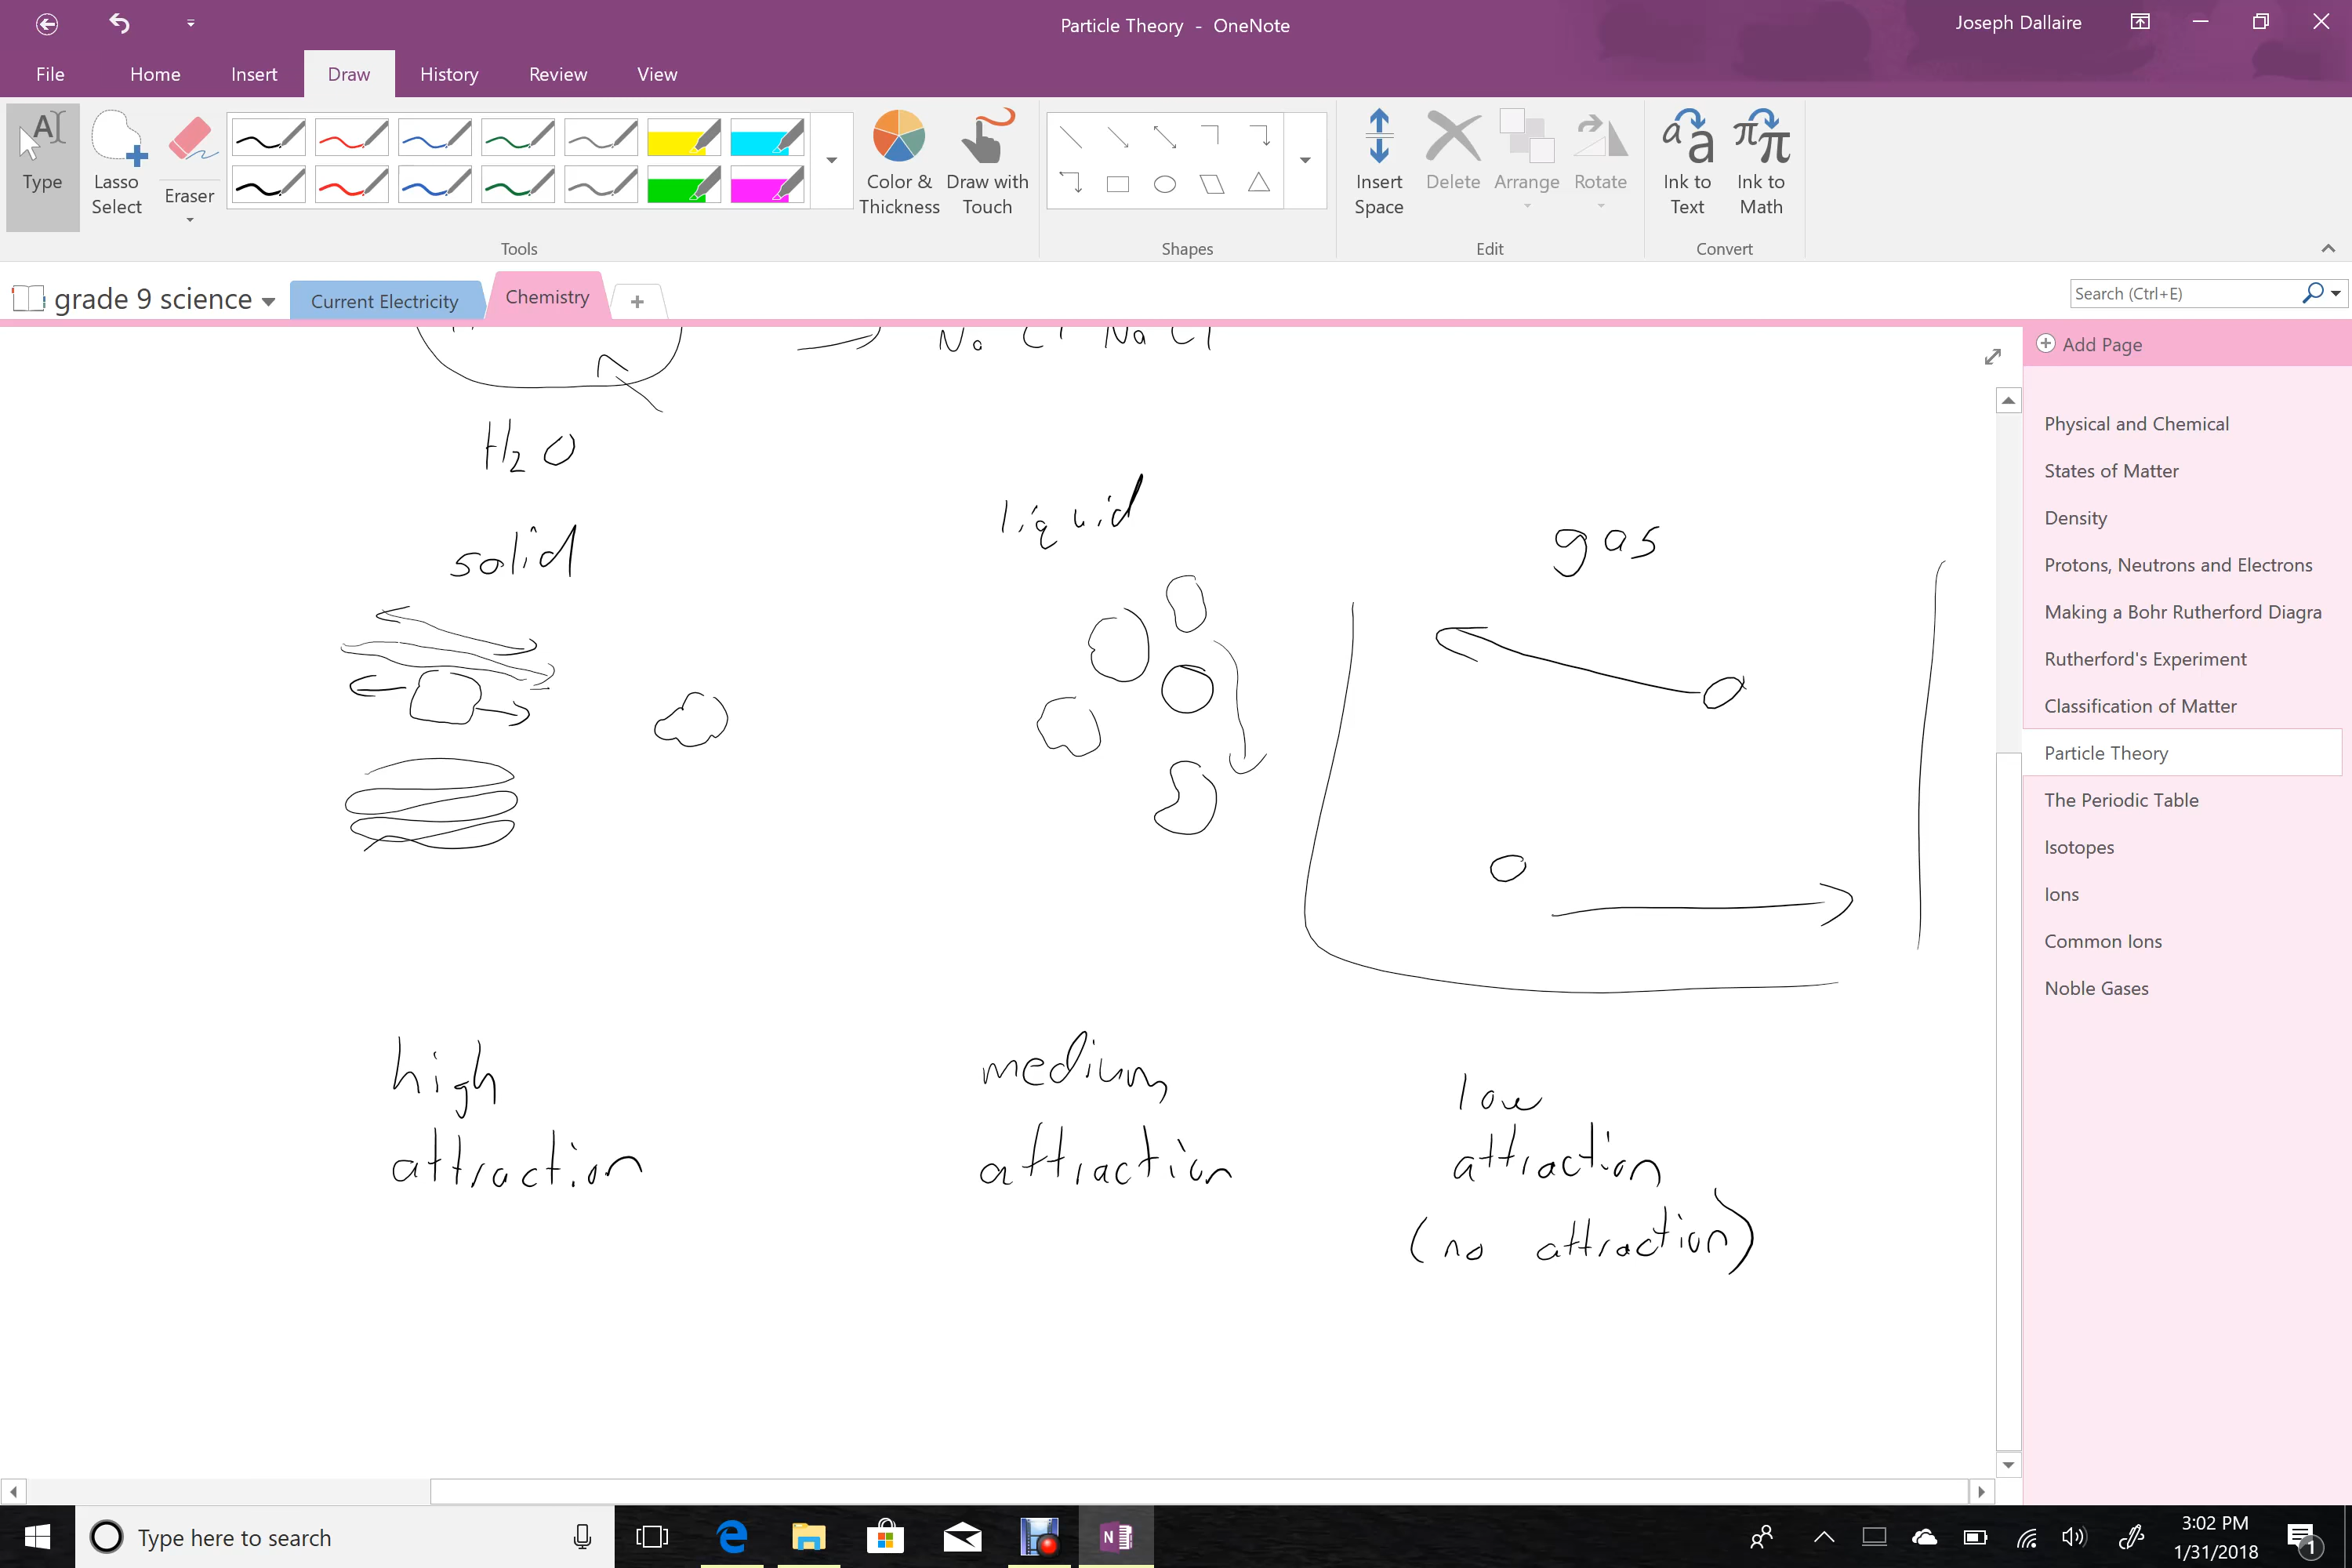 Particle Theory - OneNote
Joseph Dallaire
File Home Insert Draw History Review View
Type
Lasso Select
Eraser
Color & Thickness
Draw with Touch
Insert Space
Delete
Arrange
Rotate
Ink to Text
Ink to Math
Tools
Shapes
Edit
Convert
grade 9 science
Current Electricity
Chemistry
Search (Ctrl+E)
Add Page
Physical and Chemical
States of Matter
Density
Protons, Neutrons and Electrons
Making a Bohr Rutherford Diagra
Rutherford's Experiment
Classification of Matter
Particle Theory
The Periodic Table
Isotopes
Ions
Common Ions
Noble Gases
Na Cl Na Cl
H2O
solid
liquid
gas
high
attraction
medium
attraction
low
attraction
(no attraction)
Type here to search
3:02 PM
1/31/2018
1